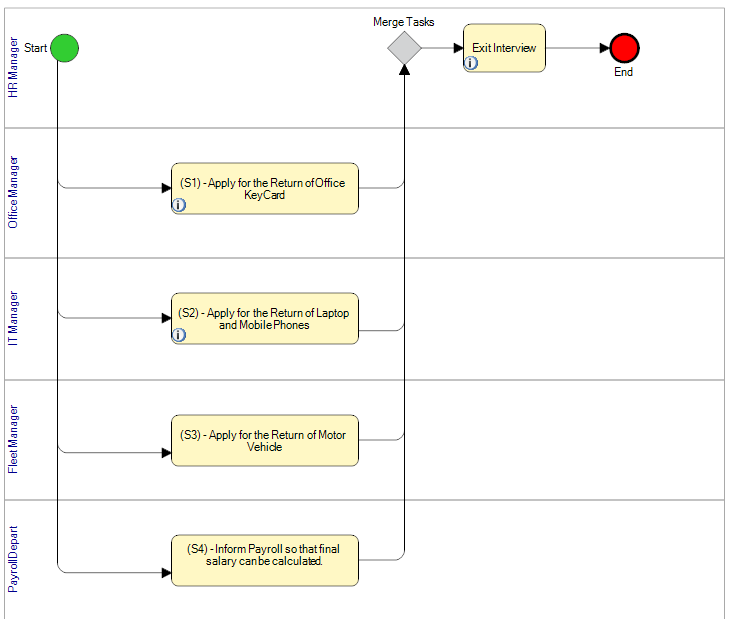 Merge Tasks
HR Manager
Start
Exit Interview
i
End
Office Manager
(S1) - Apply for the Return of Office
KeyCard
i
IT Manager
(S2) - Apply for the Return of Laptop
and Mobile Phones
i
Fleet Manager
(S3) - Apply for the Return of Motor
Vehicle
Payroll Depart
(S4) - Inform Payroll so that final
salary can be calculated.